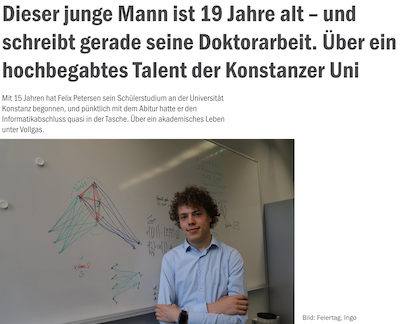 Dieser junge Mann ist 19 Jahre alt – und
schreibt gerade seine Doktorarbeit. Über ein
hochbegabtes Talent der Konstanzer Uni
Mit 15 Jahren hat Felix Petersen sein Schülerstudium an der Universität
Konstanz begonnen, und pünktlich mit dem Abitur hatte er den
Informatikabschluss quasi in der Tasche. Über ein akademisches Leben
unter Vollgas.
Bild: Feiertag, Ingo